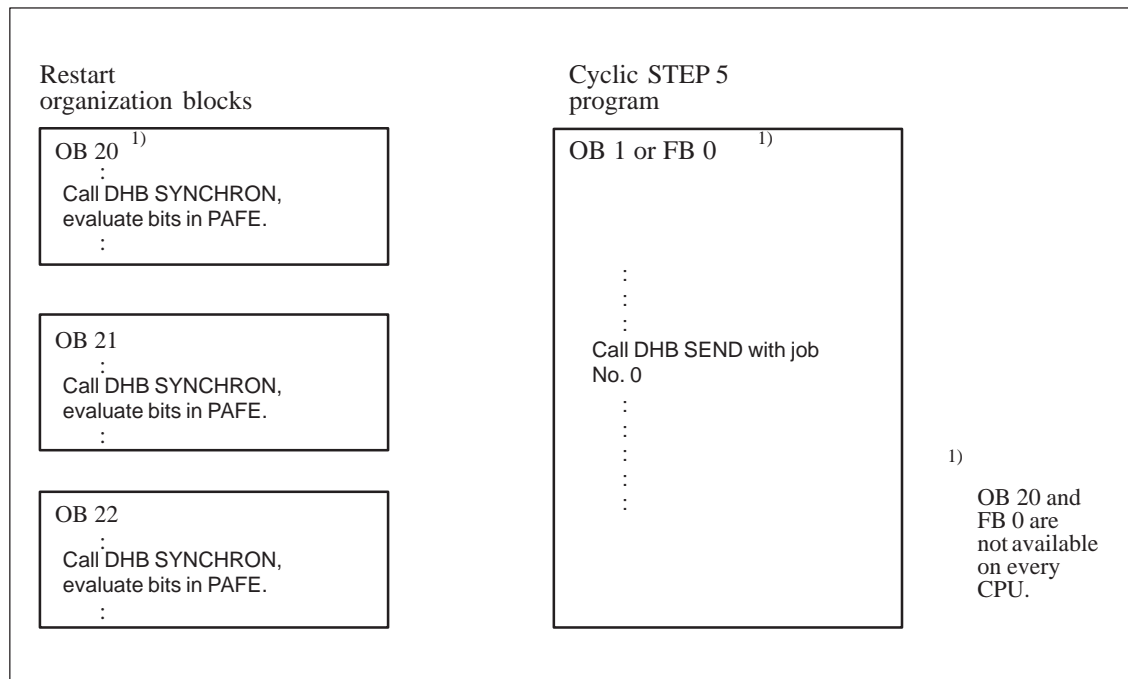 Restart
organization blocks
OB 20 1)
:
Call DHB SYNCHRON,
evaluate bits in PAFE.
:
OB 21
:
Call DHB SYNCHRON,
evaluate bits in PAFE.
:
OB 22
:
Call DHB SYNCHRON,
evaluate bits in PAFE.
:
Cyclic STEP 5
program
OB 1 or FB 0 1)
:
:
:
Call DHB SEND with job
No. 0
:
:
:
:
:
1)
OB 20 and
FB 0 are
not available
on every
CPU.